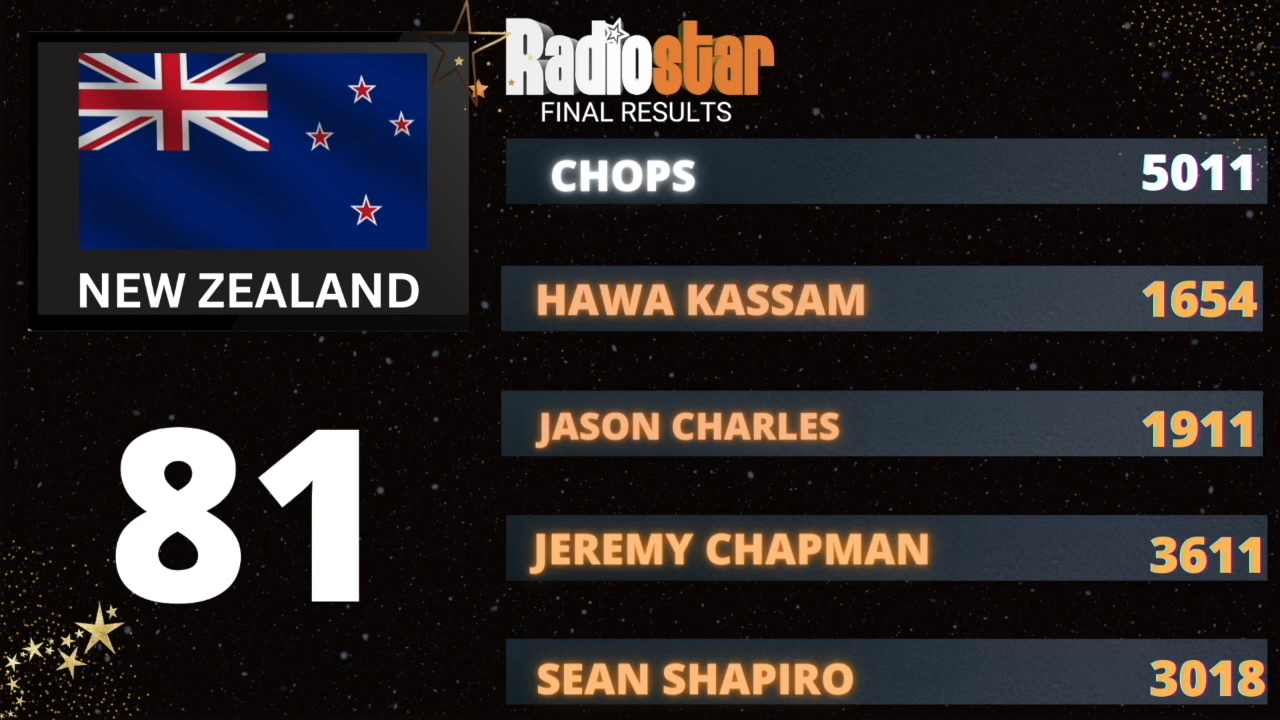 Radiostar
FINAL RESULTS
NEW ZEALAND
81
CHOPS 5011
HAWA KASSAM 1654
JASON CHARLES 1911
JEREMY CHAPMAN 3611
SEAN SHAPIRO 3018